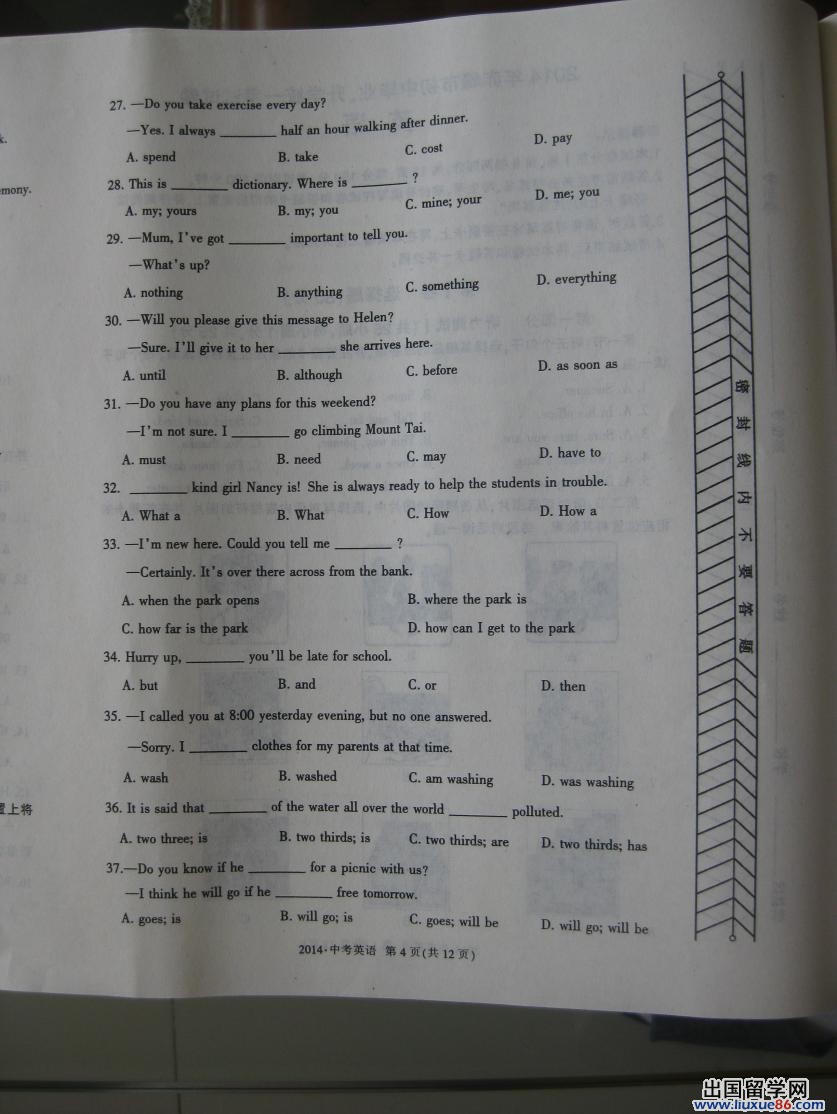 k.
mony.
置上将
27. —Do you take exercise every day?
—Yes. I always ________ half an hour walking after dinner.
A. spend B. take C. cost D. pay
28. This is ________ dictionary. Where is ________ ?
A. my; yours B. my; you C. mine; your D. me; you
29. —Mum, I've got ________ important to tell you.
—What's up?
A. nothing B. anything C. something D. everything
30. —Will you please give this message to Helen?
—Sure. I'll give it to her ________ she arrives here.
A. until B. although C. before D. as soon as
31. —Do you have any plans for this weekend?
—I'm not sure. I ________ go climbing Mount Tai.
A. must B. need C. may D. have to
32. ________ kind girl Nancy is! She is always ready to help the students in trouble.
A. What a B. What C. How D. How a
33. —I'm new here. Could you tell me ________ ?
—Certainly. It's over there across from the bank.
A. when the park opens B. where the park is
C. how far is the park D. how can I get to the park
34. Hurry up, ________ you'll be late for school.
A. but B. and C. or D. then
35. —I called you at 8:00 yesterday evening, but no one answered.
—Sorry. I ________ clothes for my parents at that time.
A. wash B. washed C. am washing D. was washing
36. It is said that ________ of the water all over the world ________ polluted.
A. two three; is B. two thirds; is C. two thirds; are D. two thirds; has
37.—Do you know if he ________ for a picnic with us?
—I think he will go if he ________ free tomorrow.
A. goes; is B. will go; is C. goes; will be D. will go; will be
2014·中考英语 第4页(共12页)
密封线内不要答题
出国留学网
www.liuxue86.com